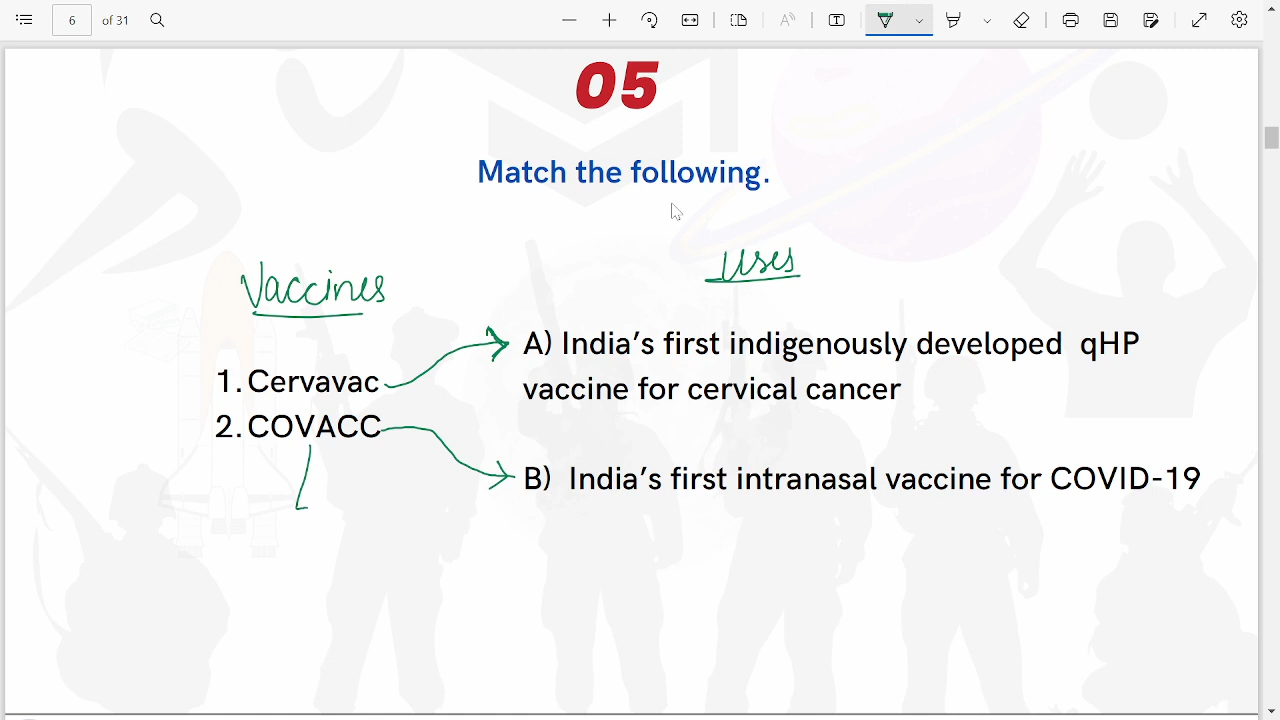 6 of 31
05
Match the following.
Vaccines
Uses
1. Cervavac
2. COVACC
A) India's first indigenously developed qHP
vaccine for cervical cancer
B) India's first intranasal vaccine for COVID-19